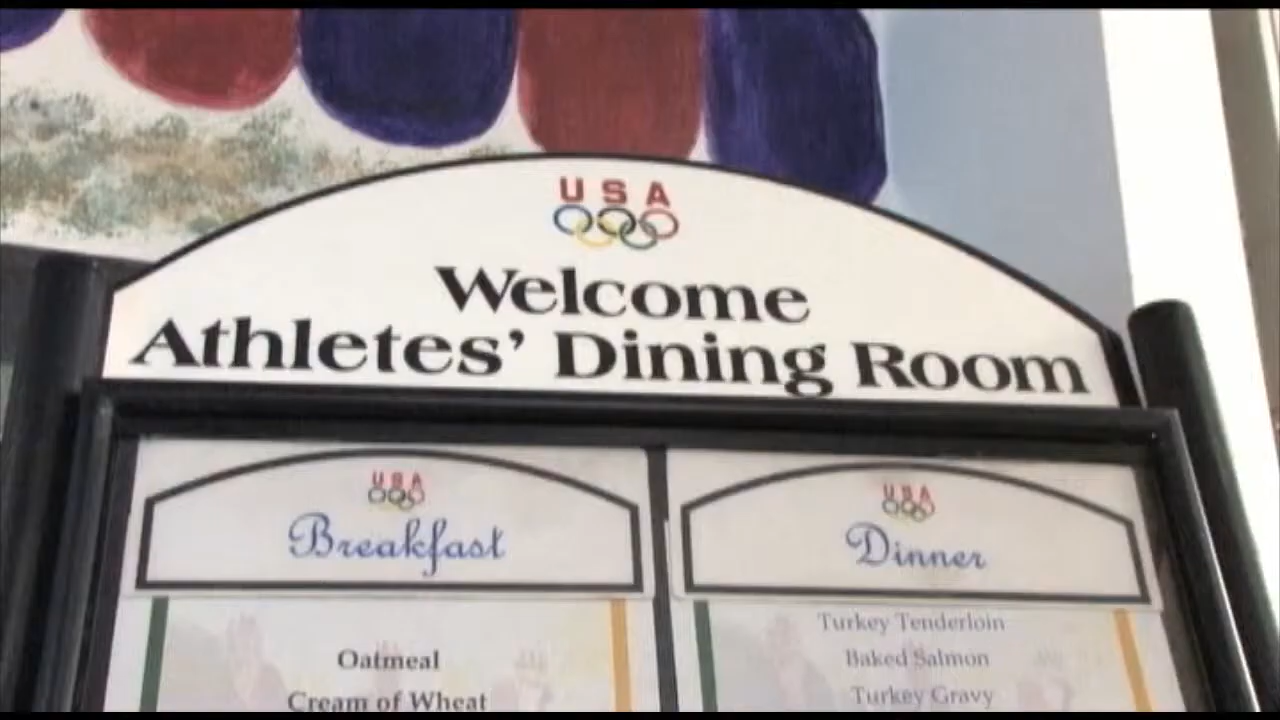 USA
Welcome
Athletes' Dining Room
USA
Breakfast
Oatmeal
Cream of Wheat
USA
Dinner
Turkey Tenderloin
Baked Salmon
Turkey Gravy